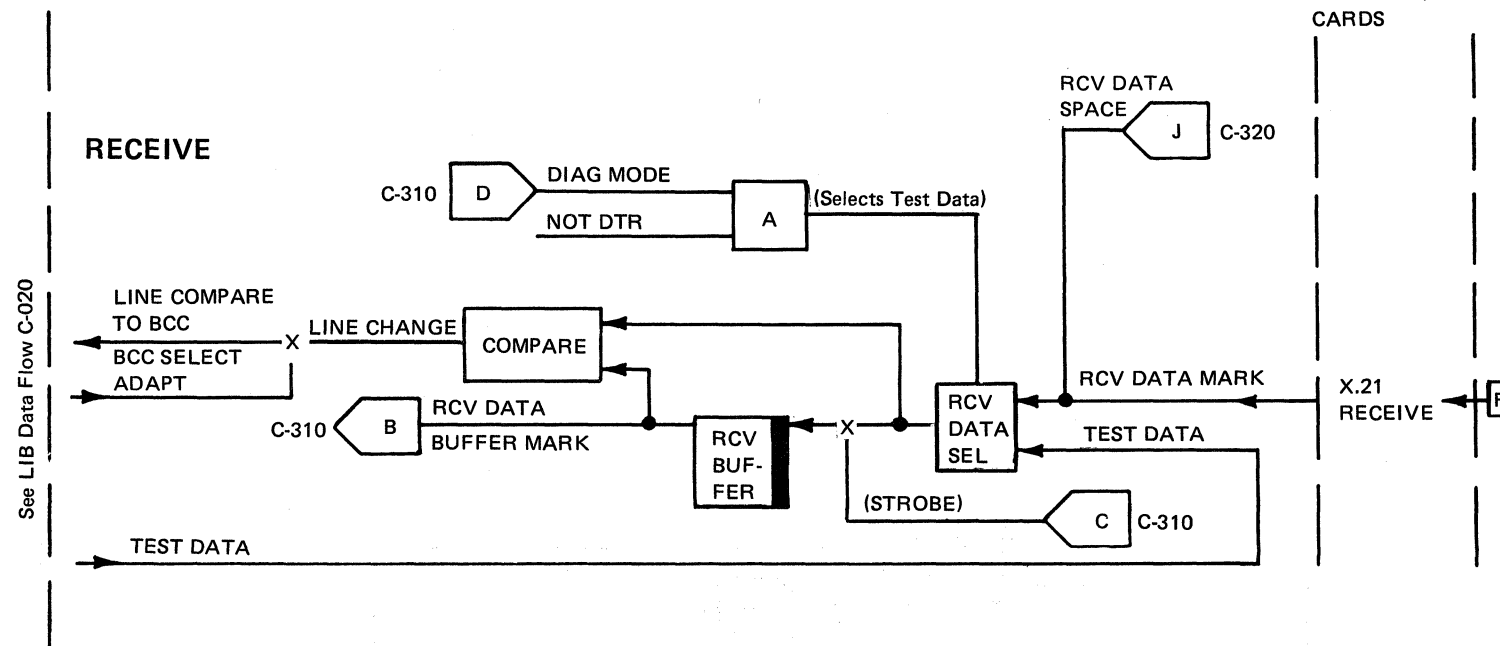 CARDS
RCV DATA
SPACE
J
C-320
RECEIVE
C-310
D
DIAG MODE
NOT DTR
A
(Selects Test Data)
See LIB Data Flow C-020
LINE COMPARE
TO BCC
X
LINE CHANGE
COMPARE
BCC SELECT
ADAPT
RCV DATA MARK
X.21
RECEIVE
C-310
B
RCV DATA
BUFFER MARK
RCV
BUF-
FER
X
RCV
DATA
SEL
TEST DATA
(STROBE)
C
C-310
TEST DATA